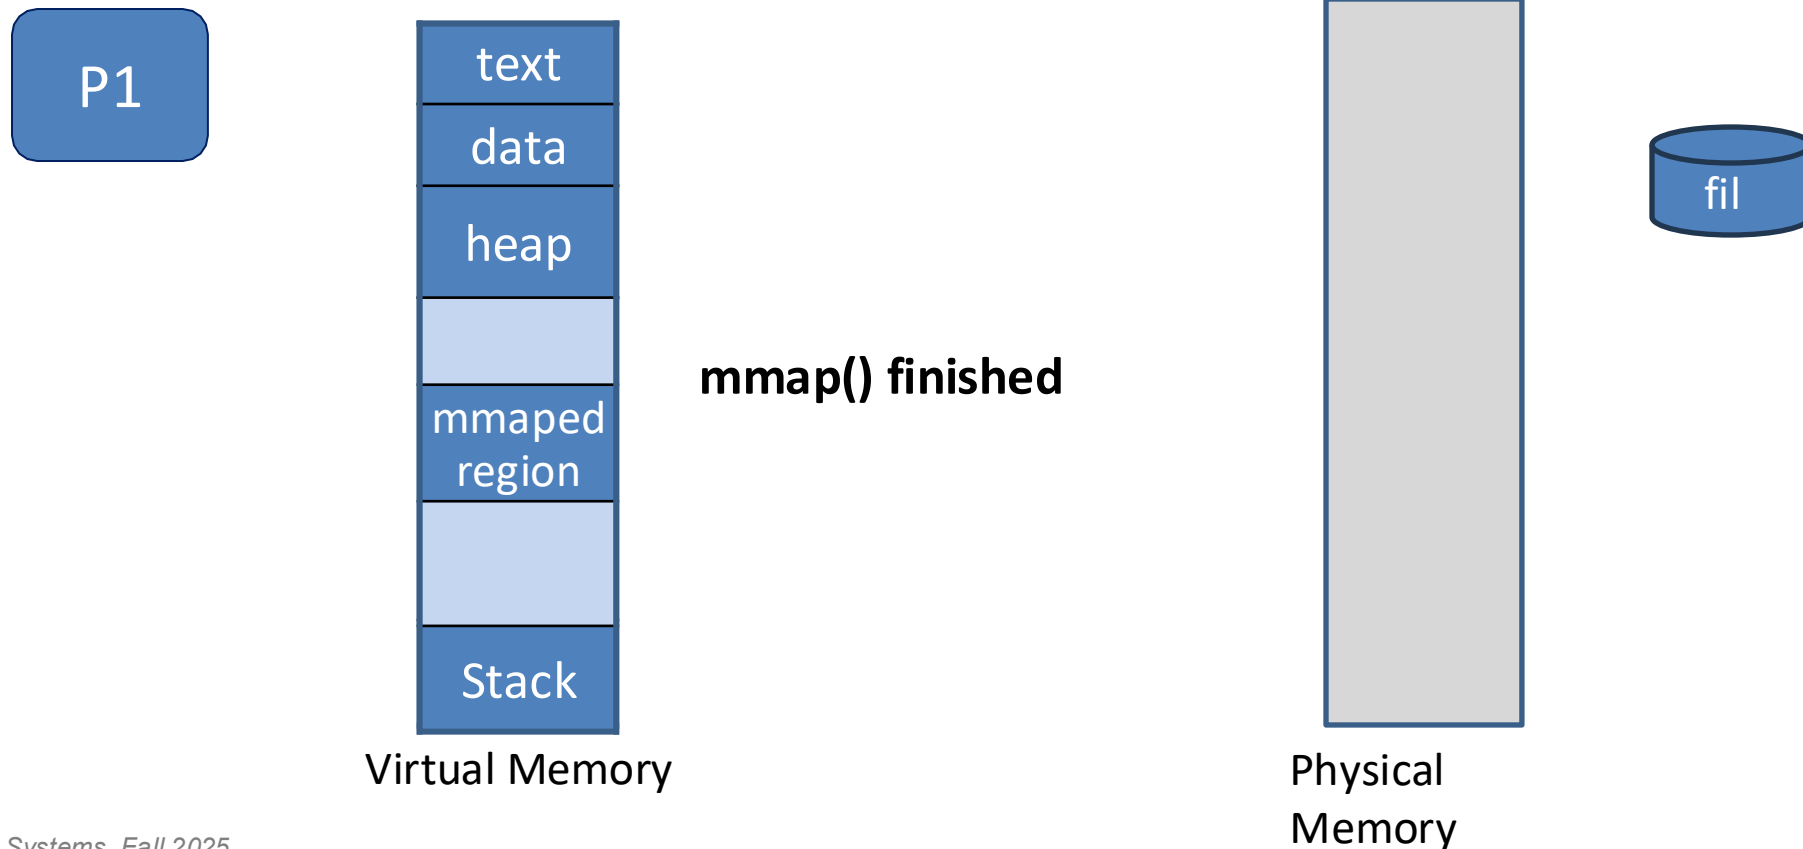 P1
text
data
heap
mmaped
region
Stack
Virtual Memory
mmap() finished
Physical
Memory
fil
Systems, Fall 2025